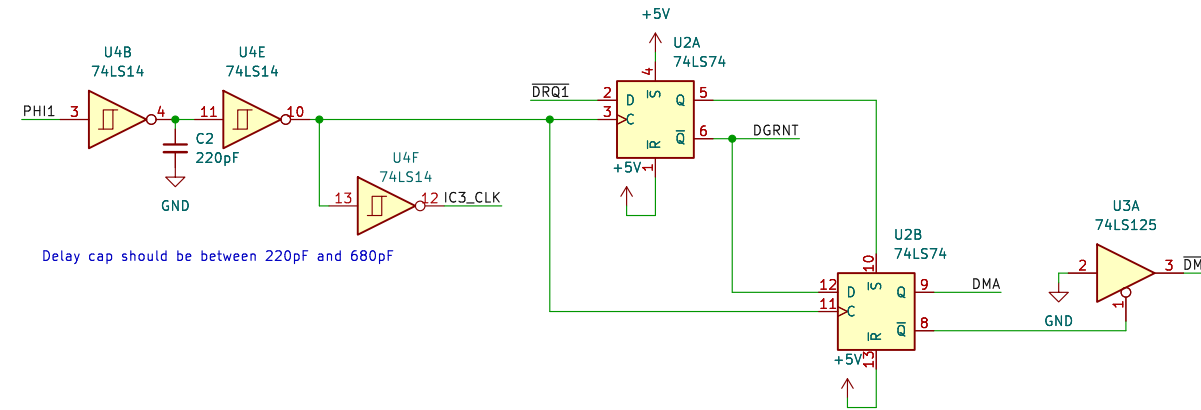 +5V
U2A
74LS74
4
S
DRQ1
2
D
Q
5
3
C
6
Q
DGRNT
R
1
+5V
U4B
74LS14
PHI1
3
4
C2
220pF
GND
U4E
74LS14
11
10
U4F
74LS14
13
12
IC3_CLK
Delay cap should be between 220pF and 680pF
U2B
74LS74
10
S
12
D
Q
9
DMA
11
C
Q
8
R
13
+5V
U3A
74LS125
2
3
DM
1
GND